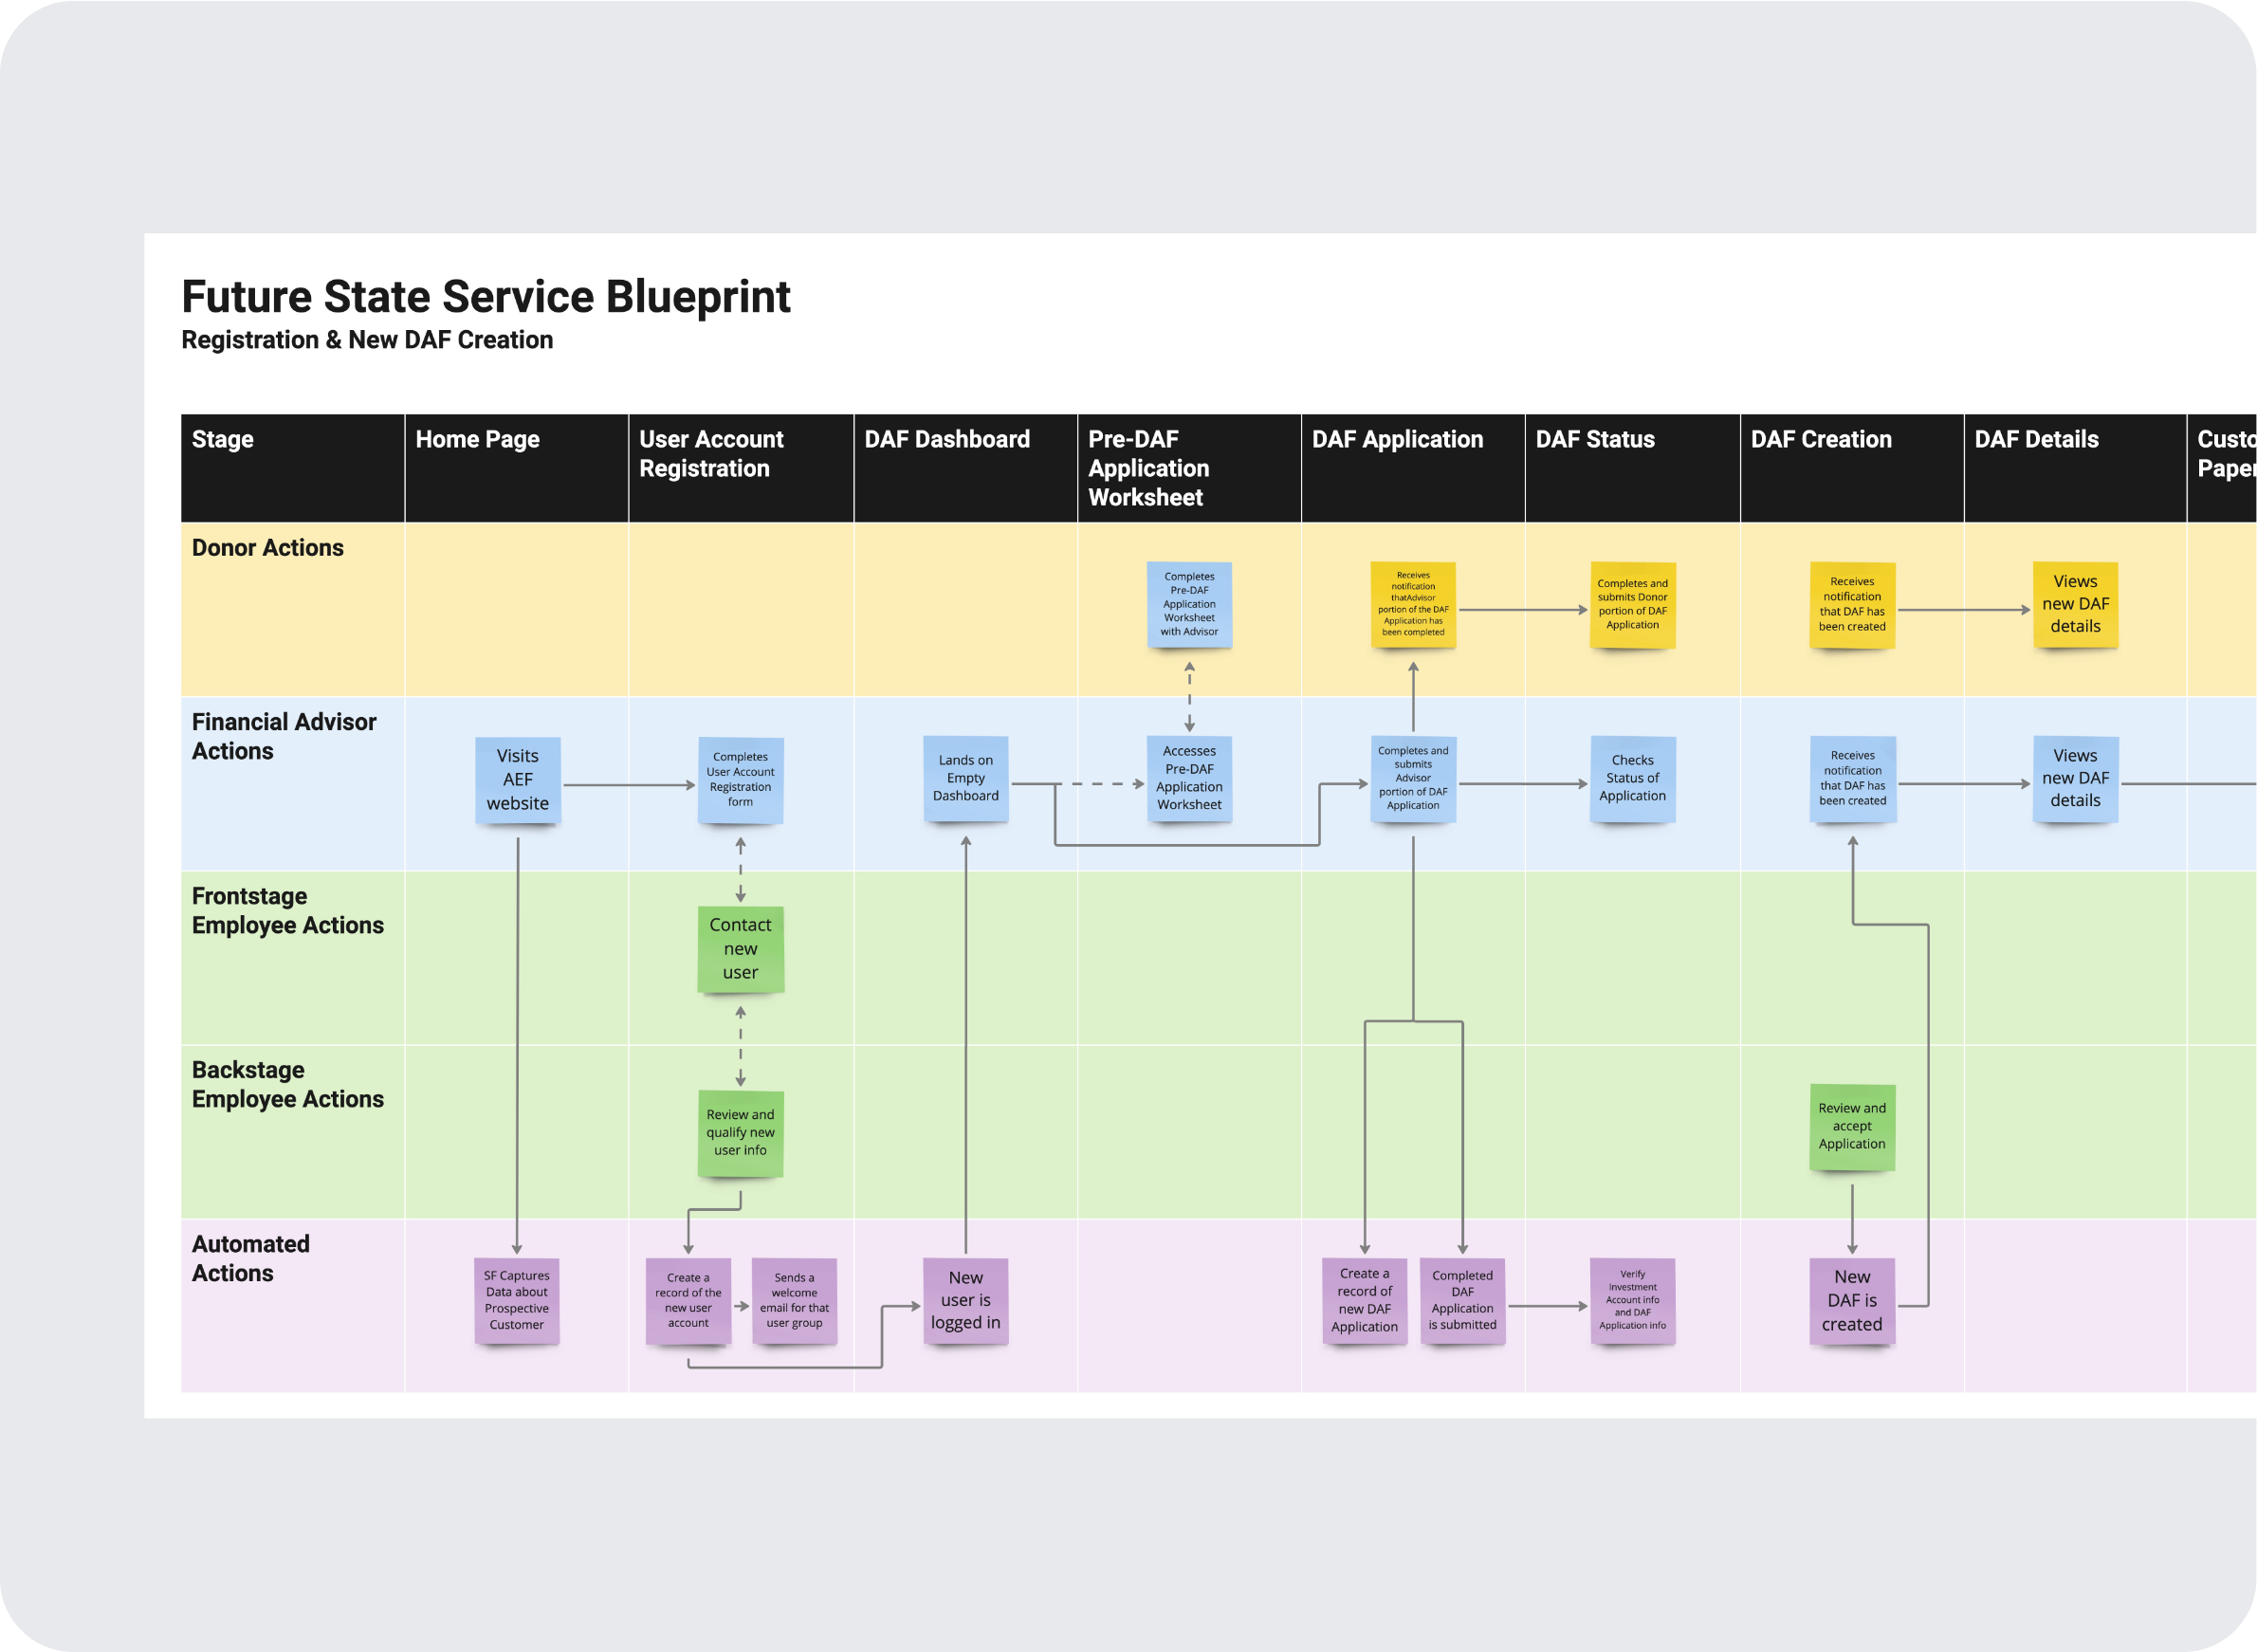 Future State Service Blueprint
Registration & New DAF Creation
Stage
Home Page
User Account
Registration
DAF Dashboard
Pre-DAF
Application
Worksheet
DAF Application
DAF Status
DAF Creation
DAF Details
Custo
Paper
Donor Actions
Completes
Pre-DAF
Application
Worksheet
with Advisor
Receives
notification
thatAdvisor
portion of the DAF
Application has
been completed
Completes and
submits Donor
portion of DAF
Application
Receives
notification
that DAF has
been created
Views
new DAF
details
Financial Advisor
Actions
Visits
AEF
website
Completes
User Account
Registration
form
Lands on
Empty
Dashboard
Accesses
Pre-DAF
Application
Worksheet
Completes and
submits
Advisor
portion of DAF
Application
Checks
Status of
Application
Receives
notification
that DAF has
been created
Views
new DAF
details
Frontstage
Employee Actions
Contact
new
user
Backstage
Employee Actions
Review and
qualify new
user info
Review and
accept
Application
Automated
Actions
SF Captures
Data about
Prospective
Customer
Create a
record of the
new user
account
Sends a
welcome
email for that
user group
New
user is
logged in
Create a
record of
new DAF
Application
Completed
DAF
Application
is submitted
Verify
Investment
Account info
and DAF
Application info
New
DAF is
created